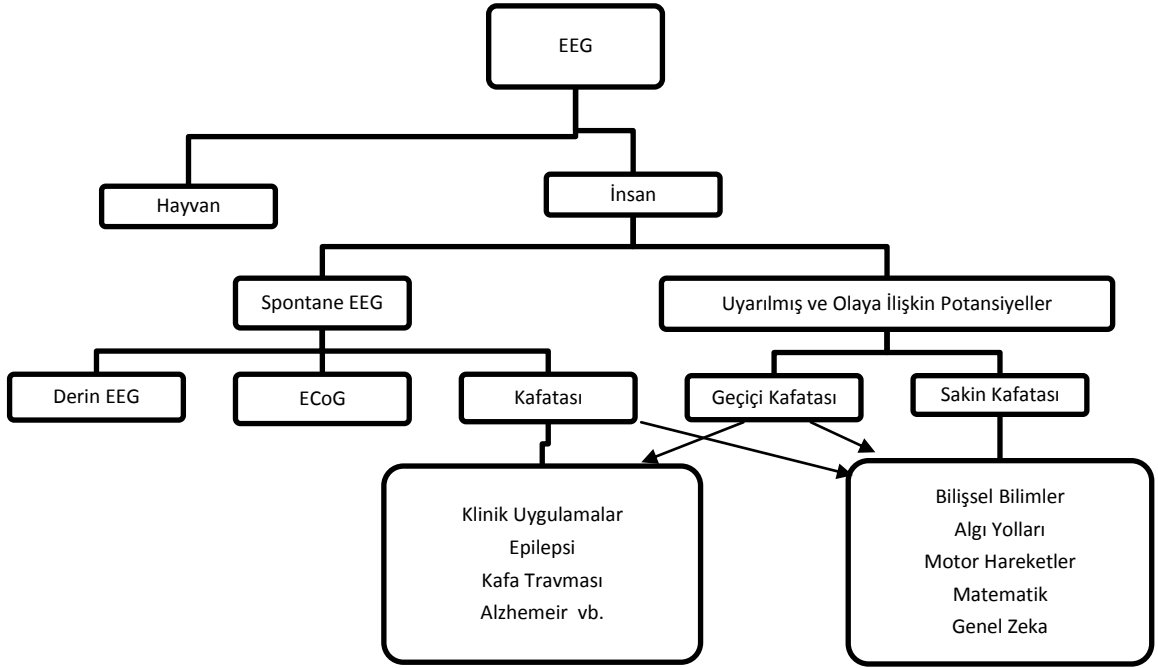 EEG
Hayvan
İnsan
Spontane EEG
Uyarılmış ve Olaya İlişkin Potansiyeller
Derin EEG
ECoG
Kafatası
Geçiçi Kafatası
Sakin Kafatası
Klinik Uygulamalar
Epilepsi
Kafa Travması
Alzhemeir vb.
Bilişsel Bilimler
Algı Yolları
Motor Hareketler
Matematik
Genel Zeka